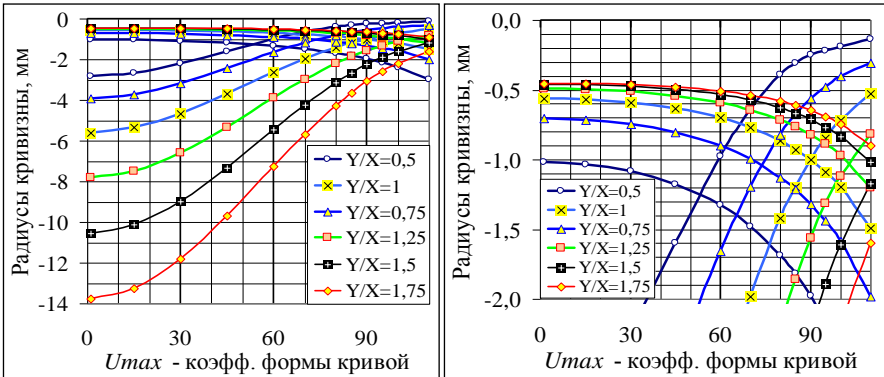 Радиусы кривизны, мм
0
-2
-4
-6
-8
-10
-12
-14
0 30 60 90
Y/X=0,5
Y/X=1
Y/X=0,75
Y/X=1,25
Y/X=1,5
Y/X=1,75
Umax - коэфф. формы кривой
Радиусы кривизны, мм
0,0
-0,5
-1,0
-1,5
-2,0
0 30 60 90
Y/X=0,5
Y/X=1
Y/X=0,75
Y/X=1,25
Y/X=1,5
Y/X=1,75
Umax - коэфф. формы кривой